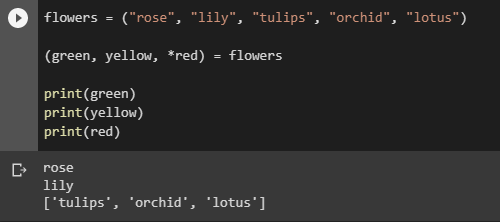 flowers = ("rose", "lily", "tulips", "orchid", "lotus")
(green, yellow, *red) = flowers
print(green)
print(yellow)
print(red)
rose
lily
['tulips', 'orchid', 'lotus']